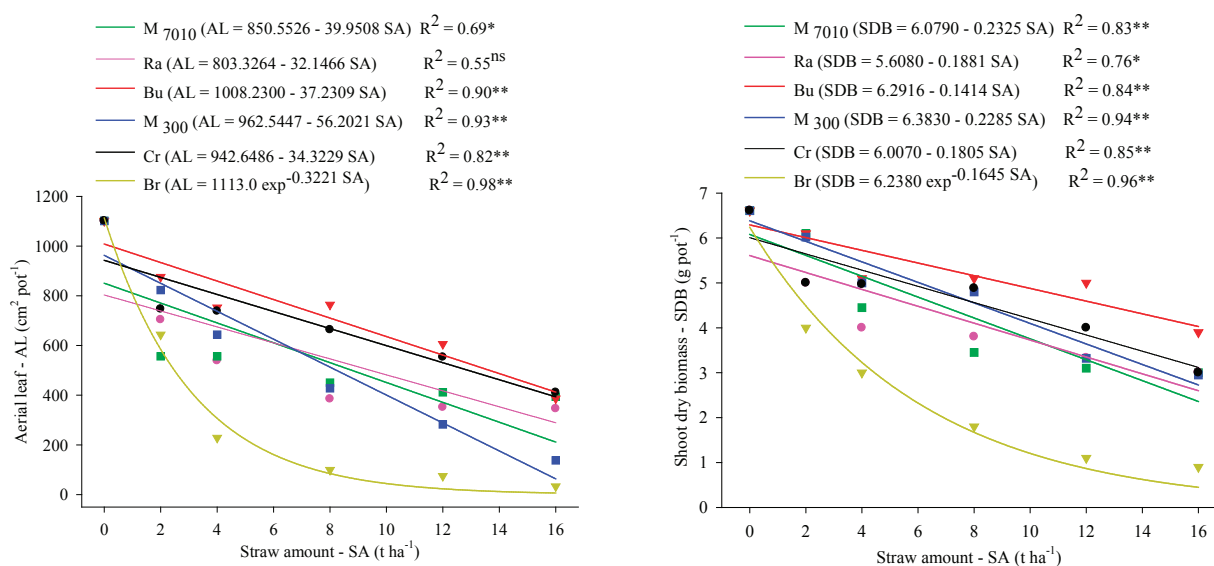 M 7010 (AL = 850.5526 - 39.9508 SA) R² = 0.69*
Ra (AL = 803.3264 - 32.1466 SA) R² = 0.55ns
Bu (AL = 1008.2300 - 37.2309 SA) R² = 0.90**
M 300 (AL = 962.5447 - 56.2021 SA) R² = 0.93**
Cr (AL = 942.6486 - 34.3229 SA) R² = 0.82**
Br (AL = 1113.0 exp-0.3221 SA) R² = 0.98**
1200
1000
800
600
400
200
0
Aerial leaf - AL (cm² pot⁻¹)
0 2 4 6 8 10 12 14 16
Straw amount - SA (t ha⁻¹)
M 7010 (SDB = 6.0790 - 0.2325 SA) R² = 0.83**
Ra (SDB = 5.6080 - 0.1881 SA) R² = 0.76*
Bu (SDB = 6.2916 - 0.1414 SA) R² = 0.84**
M 300 (SDB = 6.3830 - 0.2285 SA) R² = 0.94**
Cr (SDB = 6.0070 - 0.1805 SA) R² = 0.85**
Br (SDB = 6.2380 exp-0.1645 SA) R² = 0.96**
7
6
5
4
3
2
1
0
Shoot dry biomass - SDB (g pot⁻¹)
0 2 4 6 8 10 12 14 16
Straw amount - SA (t ha⁻¹)